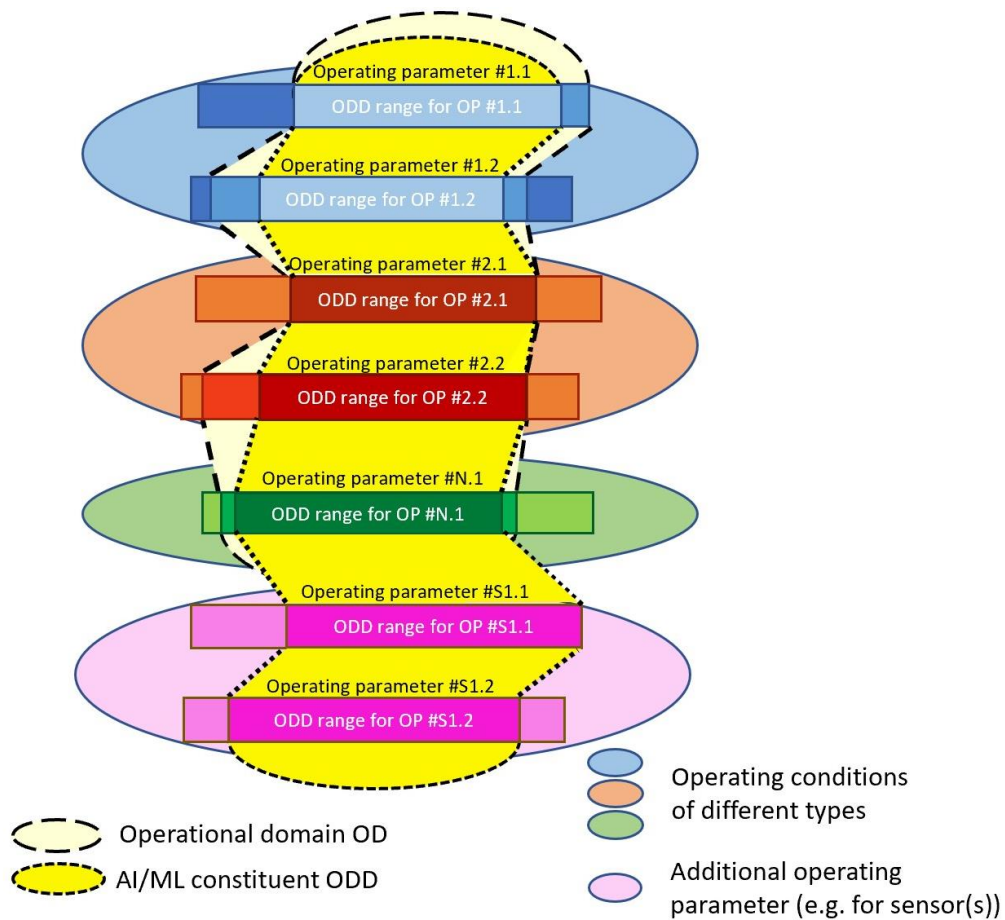 Operating parameter #1.1
ODD range for OP #1.1
Operating parameter #1.2
ODD range for OP #1.2
Operating parameter #2.1
ODD range for OP #2.1
Operating parameter #2.2
ODD range for OP #2.2
Operating parameter #N.1
ODD range for OP #N.1
Operating parameter #S1.1
ODD range for OP #S1.1
Operating parameter #S1.2
ODD range for OP #S1.2
Operational domain OD
AI/ML constituent ODD
Operating conditions
of different types
Additional operating
parameter (e.g. for sensor(s))